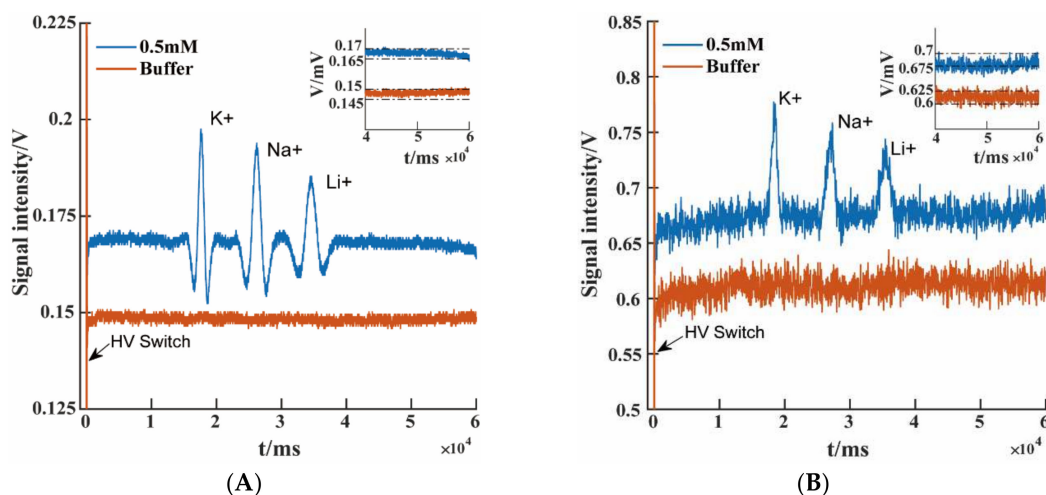 0.225
0.2
0.175
0.15
0.125
Signal intensity/V
0.5mM
Buffer
K+
Na+
Li+
HV Switch
0
1
2
3
4
5
6
×10⁴
t/ms
0.17
0.165
0.15
0.145
V/mV
4
5
6
t/ms
×10⁴
(A)
0.85
0.8
0.75
0.7
0.65
0.6
0.55
0.5
Signal intensity/V
0.5mM
Buffer
K+
Na+
Li+
HV Switch
0
1
2
3
4
5
6
×10⁴
t/ms
0.7
0.675
0.625
0.6
V/mV
4
5
6
t/ms
×10⁴
(B)